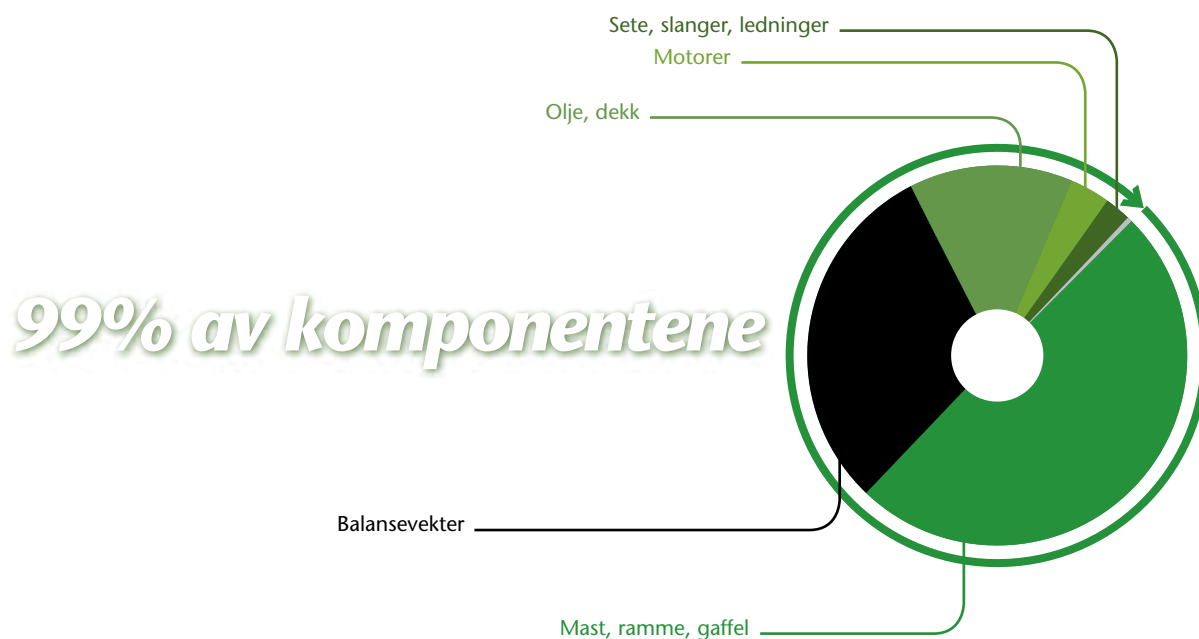 Sete, slanger, ledninger
Motorer
Olje, dekk
99% av komponentene
Balansevekter
Mast, ramme, gaffel